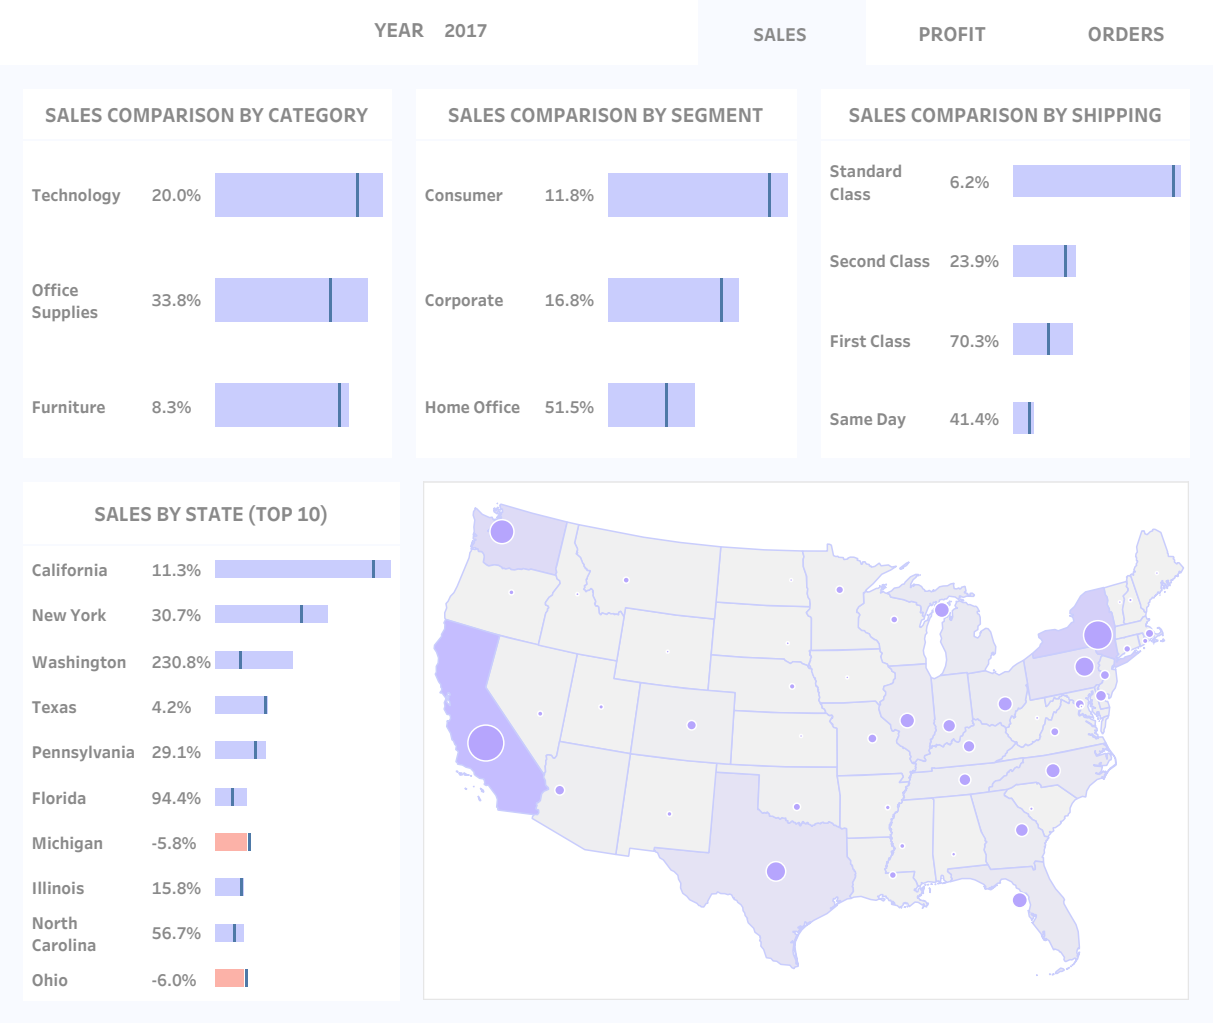 YEAR 2017
SALES
PROFIT
ORDERS
SALES COMPARISON BY CATEGORY
Technology 20.0%
Office
Supplies
33.8%
Furniture 8.3%
SALES COMPARISON BY SEGMENT
Consumer 11.8%
Corporate 16.8%
Home Office 51.5%
SALES COMPARISON BY SHIPPING
Standard
Class
6.2%
Second Class 23.9%
First Class 70.3%
Same Day 41.4%
SALES BY STATE (TOP 10)
California 11.3%
New York 30.7%
Washington 230.8%
Texas 4.2%
Pennsylvania 29.1%
Florida 94.4%
Michigan -5.8%
Illinois 15.8%
North
Carolina
56.7%
Ohio -6.0%